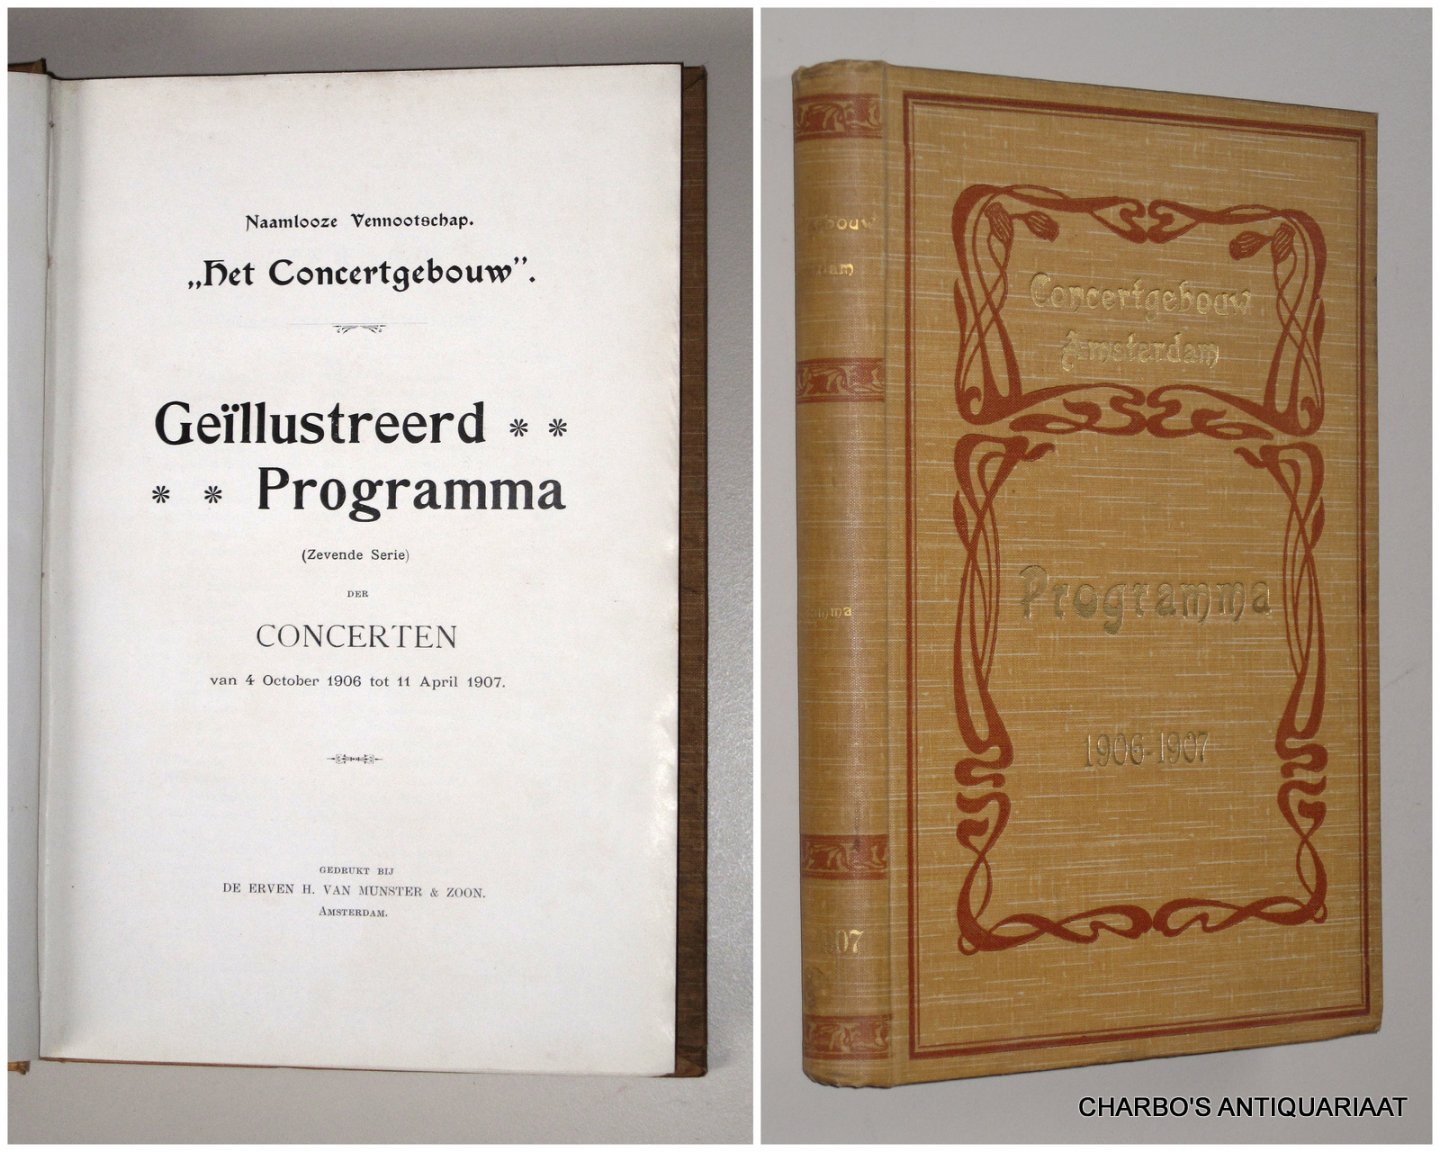 Naamlooze Vennootschap.
„Het Concertgebouw”.
Geïllustreerd * *
* * Programma
(Zevende Serie)
DER
CONCERTEN
van 4 October 1906 tot 11 April 1907.
GEDRUKT BIJ
DE ERVEN H. VAN MUNSTER & ZOON.
AMSTERDAM.
Concertgebouw
Amsterdam
Programma
1906-1907
CHARBO'S ANTIQUARIAAT